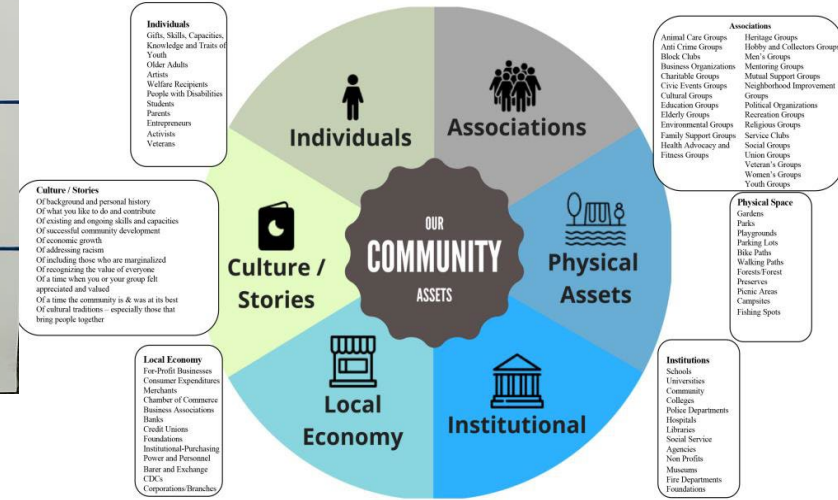 Individuals
Gifts, Skills, Capacities,
Knowledge and Traits of
Youth
Older Adults
Artists
Welfare Recipients
People with Disabilities
Students
Parents
Entrepreneurs
Activists
Veterans
Culture / Stories
Of background and personal history
Of what you like to do and contribute
Of existing and ongoing skills and capacities
Of successful community development
Of economic growth
Of addressing racism
Of including those who are marginalized
Of recognizing the value of everyone
Of a time when you or your group felt
appreciated and valued
Of a time the community is & was at its best
Of cultural traditions – especially those that
bring people together
Local Economy
For-Profit Businesses
Consumer Expenditures
Merchants
Chamber of Commerce
Business Associations
Banks
Credit Unions
Foundations
Institutional-Purchasing
Power and Personnel
Barer and Exchange
CDCs
Corporations/Branches
Individuals
Associations
Culture /
Stories
OUR
COMMUNITY
ASSETS
Physical
Assets
Local
Economy
Institutional
Associations
Animal Care Groups
Anti Crime Groups
Block Clubs
Business Organizations
Charitable Groups
Civic Events Groups
Cultural Groups
Education Groups
Elderly Groups
Environmental Groups
Family Support Groups
Health Advocacy and
Fitness Groups
Heritage Groups
Hobby and Collectors Groups
Men's Groups
Mentoring Groups
Mutual Support Groups
Neighborhood Improvement
Groups
Political Organizations
Recreation Groups
Religious Groups
Service Clubs
Social Groups
Union Groups
Veteran's Groups
Women's Groups
Youth Groups
Physical Space
Gardens
Parks
Playgrounds
Parking Lots
Bike Paths
Walking Paths
Forests/Forest
Preserves
Picnic Areas
Campsites
Fishing Spots
Institutions
Schools
Universities
Community
Colleges
Police Departments
Hospitals
Libraries
Social Service
Agencies
Non Profits
Museums
Fire Departments
Foundations